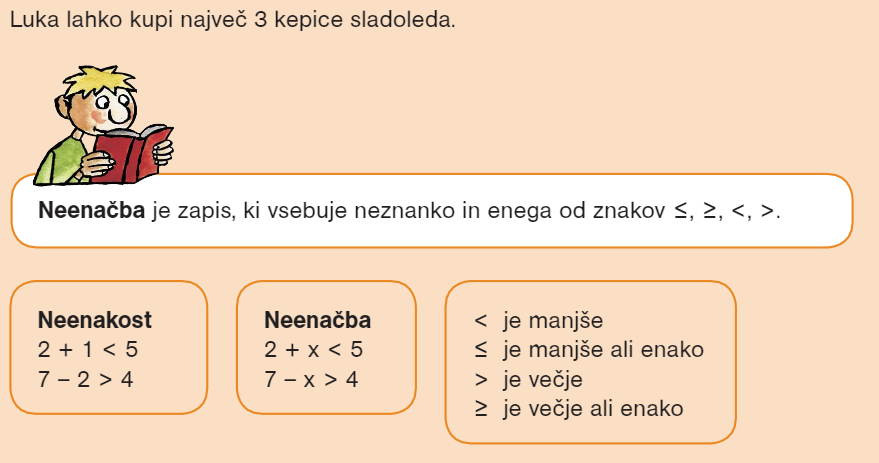 Luka lahko kupi največ 3 kepice sladoleda.
Neenačba je zapis, ki vsebuje neznanko in enega od znakov ≤, ≥, <, >.
Neenakost
2 + 1 < 5
7 – 2 > 4
Neenačba
2 + x < 5
7 – x > 4
< je manjše
≤ je manjše ali enako
> je večje
≥ je večje ali enako